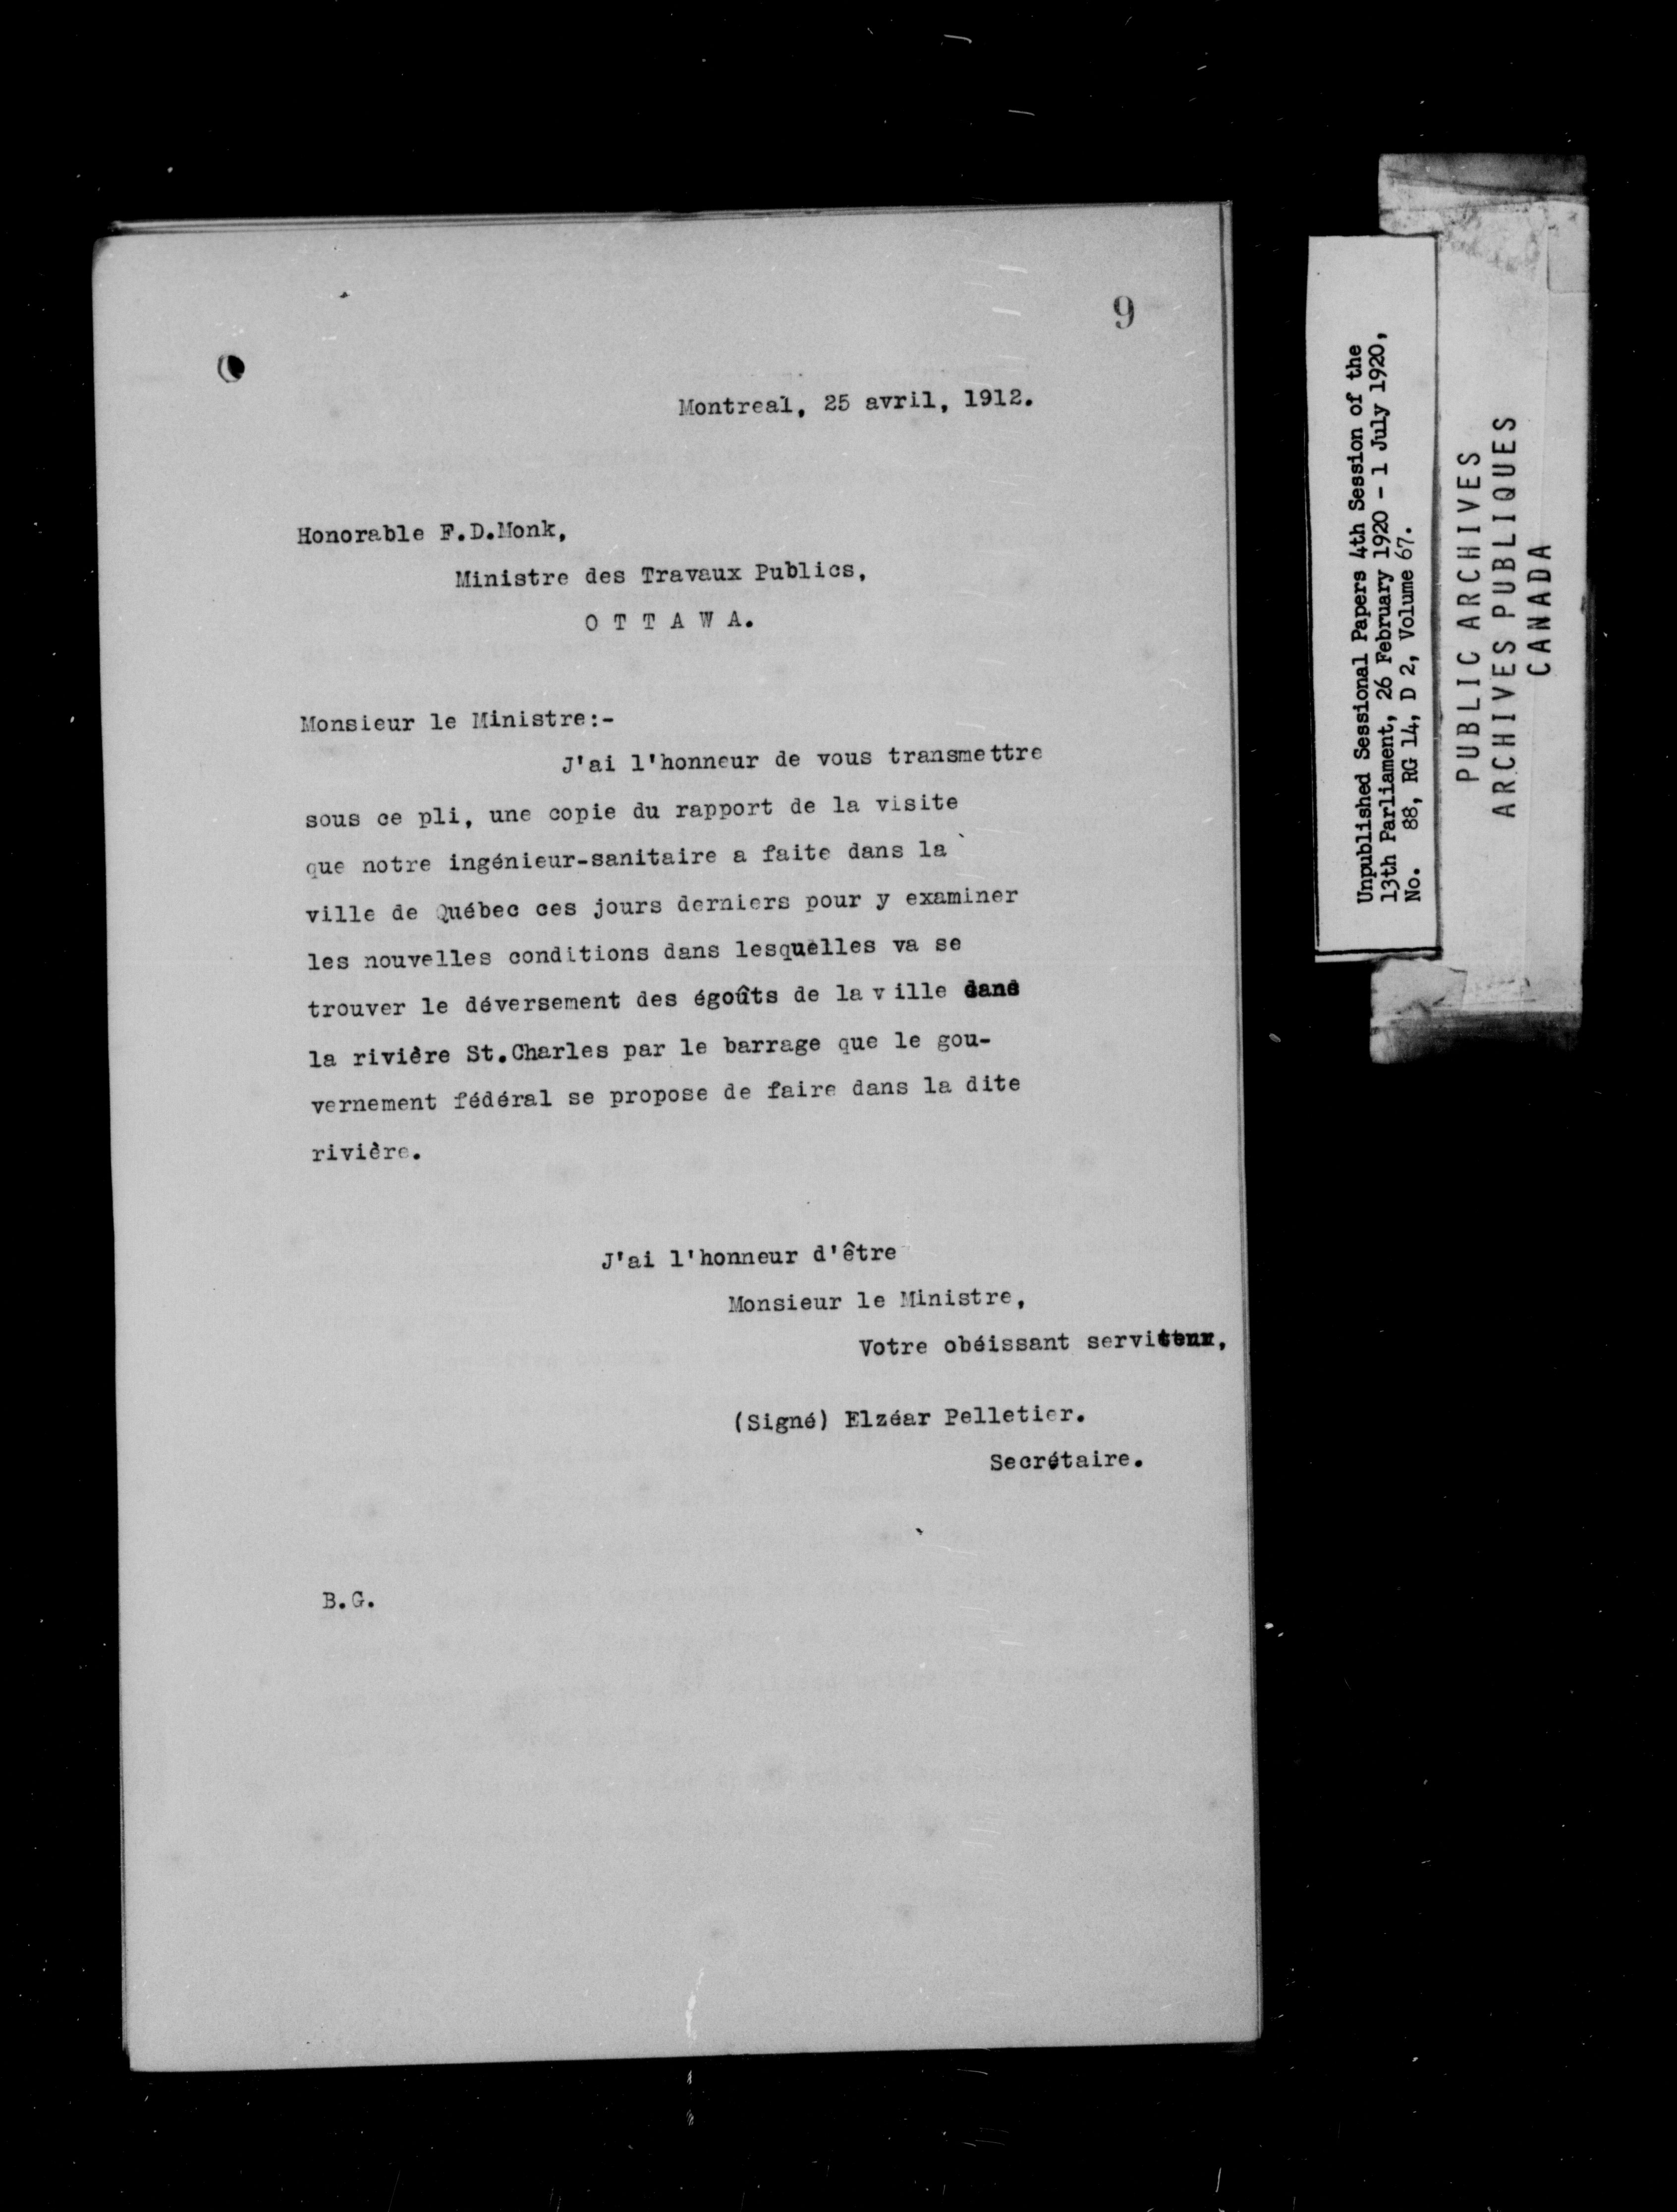 9
Montreal, 25 avril, 1912.
Honorable F.D.Monk,
Ministre des Travaux Publics,
O T T A W A.
Monsieur le Ministre:-
J'ai l'honneur de vous transmettre
sous ce pli, une copie du rapport de la visite
que notre ingénieur-sanitaire a faite dans la
ville de Québec ces jours derniers pour y examiner
les nouvelles conditions dans lesquelles va se
trouver le déversement des égoûts de la v ille dans
la rivière St.Charles par le barrage que le gou-
vernement fédéral se propose de faire dans la dite
rivière.
J'ai l'honneur d'être
Monsieur le Ministre,
Votre obéissant serviteur,
(Signé) Elzéar Pelletier.
Secrétaire.
B.G.
Unpublished Sessional Papers 4th Session of the
13th Parliament, 26 February 1920 - 1 July 1920,
No. 88, RG 14, D 2, Volume 67.
PUBLIC ARCHIVES
ARCHIVES PUBLIQUES
CANADA